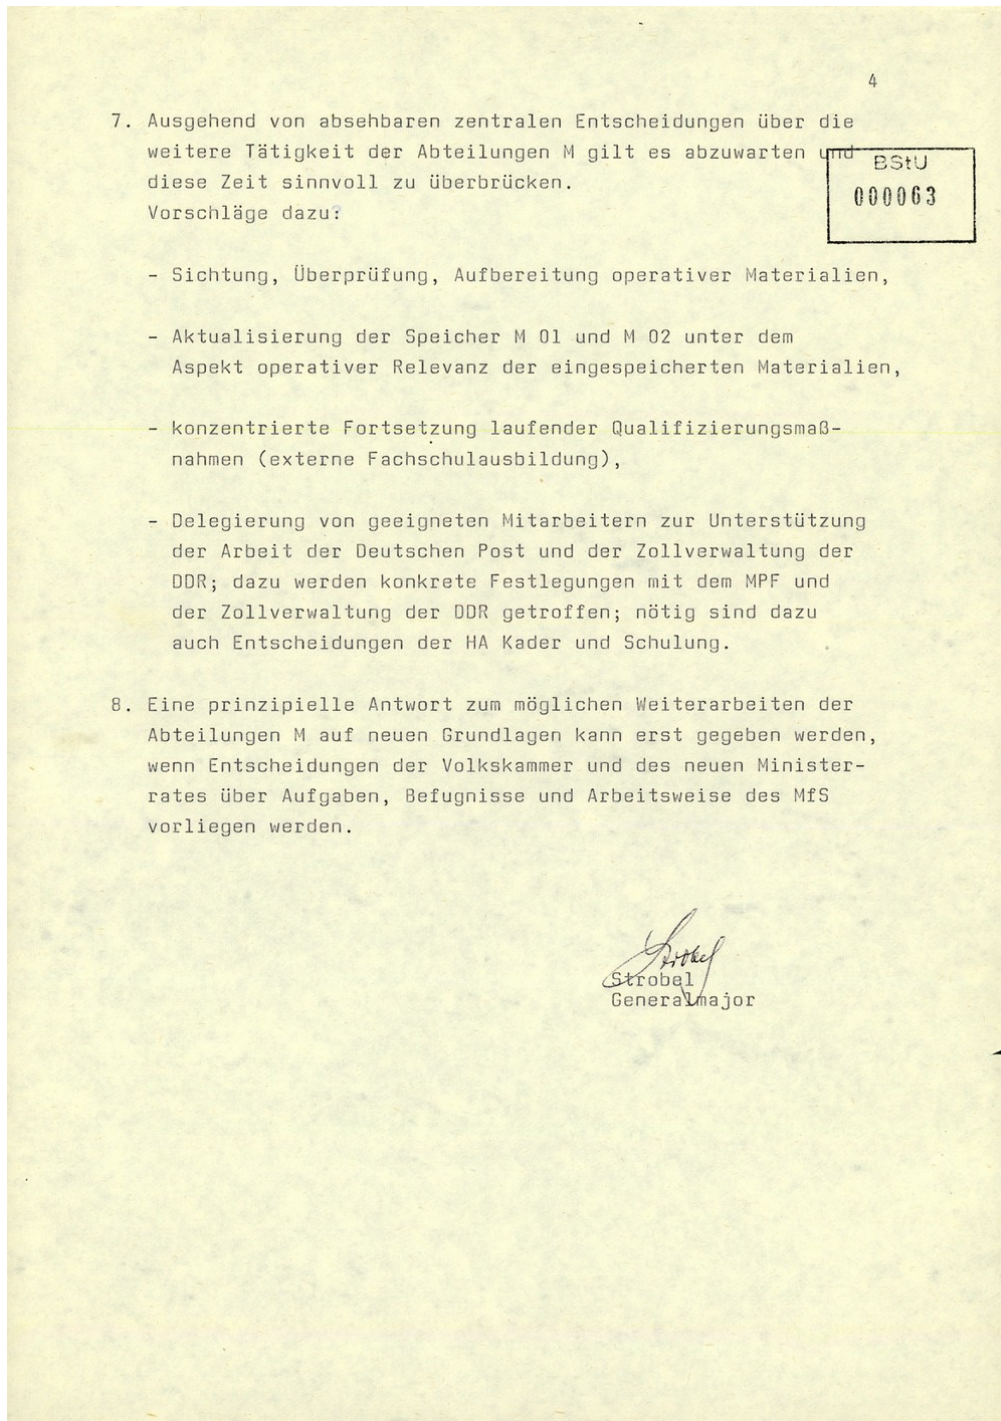 4
7. Ausgehend von absehbaren zentralen Entscheidungen über die
weitere Tätigkeit der Abteilungen M gilt es abzuwarten und
diese Zeit sinnvoll zu überbrücken.
Vorschläge dazu:
BStU
000063
- Sichtung, Überprüfung, Aufbereitung operativer Materialien,
- Aktualisierung der Speicher M 01 und M 02 unter dem
Aspekt operativer Relevanz der eingespeicherten Materialien,
- konzentrierte Fortsetzung laufender Qualifizierungsmaß-
nahmen (externe Fachschulausbildung),
- Delegierung von geeigneten Mitarbeitern zur Unterstützung
der Arbeit der Deutschen Post und der Zollverwaltung der
DDR; dazu werden konkrete Festlegungen mit dem MPF und
der Zollverwaltung der DDR getroffen; nötig sind dazu
auch Entscheidungen der HA Kader und Schulung.
8. Eine prinzipielle Antwort zum möglichen Weiterarbeiten der
Abteilungen M auf neuen Grundlagen kann erst gegeben werden,
wenn Entscheidungen der Volkskammer und des neuen Minister-
rates über Aufgaben, Befugnisse und Arbeitsweise des MfS
vorliegen werden.
Strobel
Strobel
Generalmajor